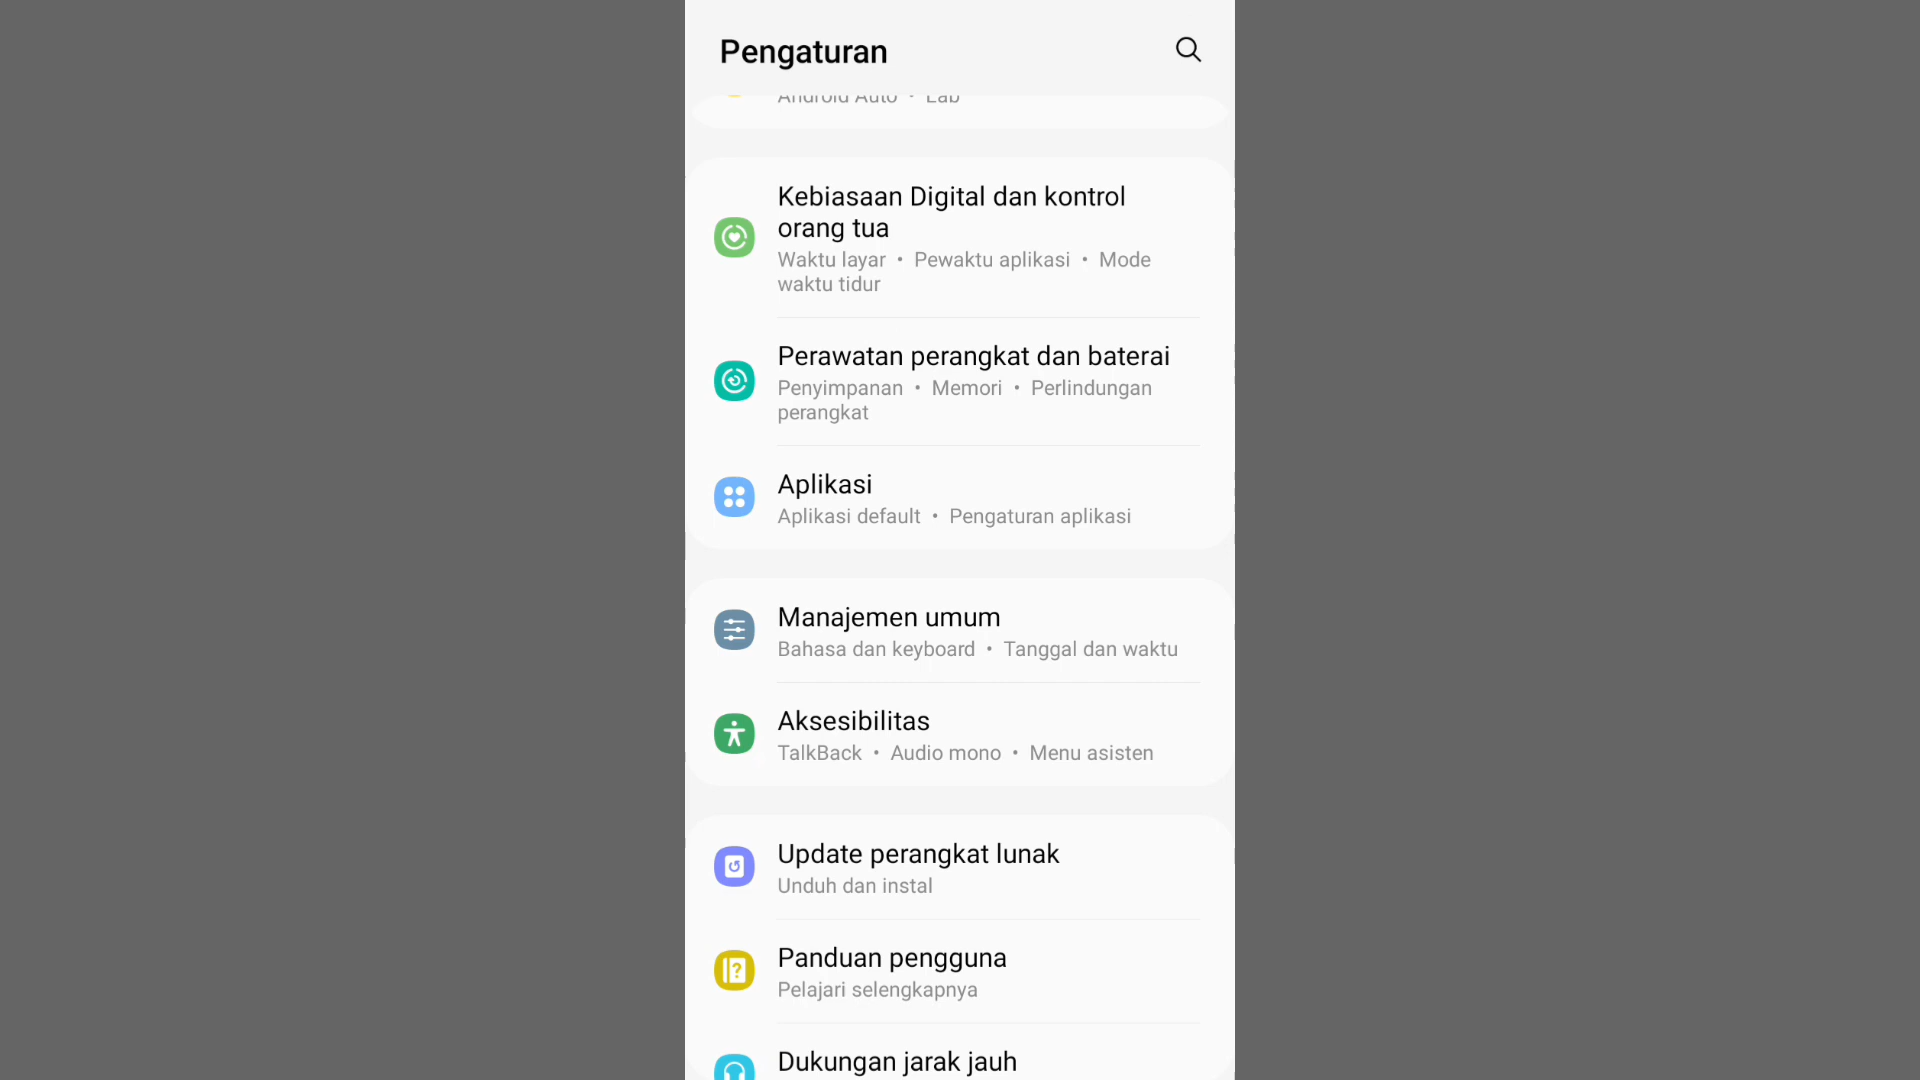 Pengaturan
Android Auto • Lab
Kebiasaan Digital dan kontrol
orang tua
Waktu layar • Pewaktu aplikasi • Mode
waktu tidur
Perawatan perangkat dan baterai
Penyimpanan • Memori • Perlindungan
perangkat
Aplikasi
Aplikasi default • Pengaturan aplikasi
Manajemen umum
Bahasa dan keyboard • Tanggal dan waktu
Aksesibilitas
TalkBack • Audio mono • Menu asisten
Update perangkat lunak
Unduh dan instal
Panduan pengguna
Pelajari selengkapnya
Dukungan jarak jauh